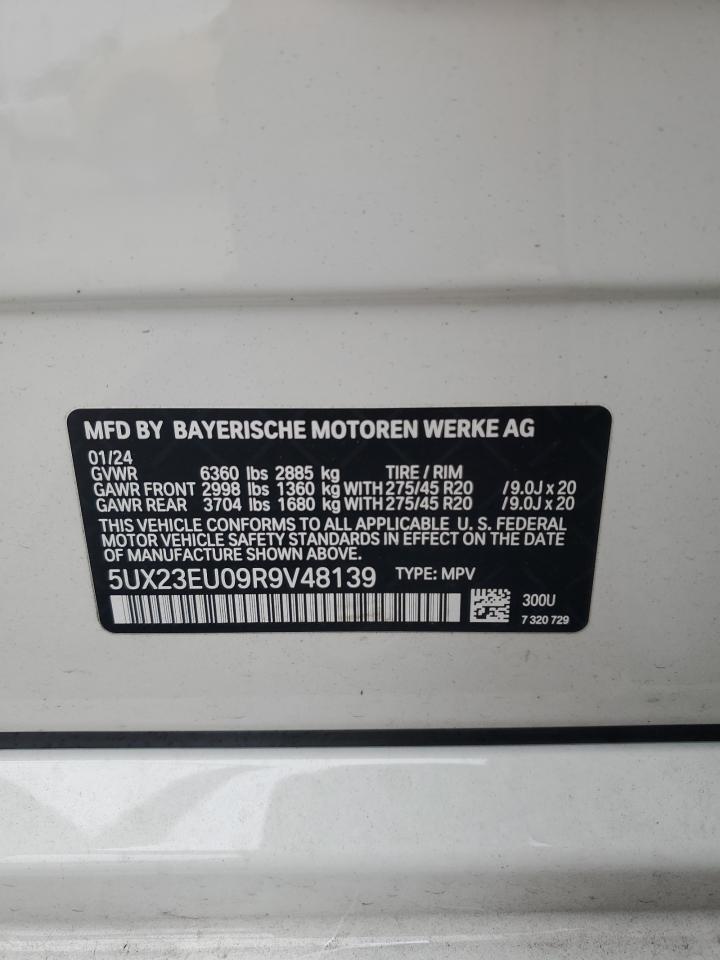 MFD BY BAYERISCHE MOTOREN WERKE AG
01/24
GVWR 6360 lbs 2885 kg TIRE / RIM
GAWR FRONT 2998 lbs 1360 kg WITH 275/45 R20 /9.0J x 20
GAWR REAR 3704 lbs 1680 kg WITH 275/45 R20 /9.0J x 20
THIS VEHICLE CONFORMS TO ALL APPLICABLE U. S. FEDERAL
MOTOR VEHICLE SAFETY STANDARDS IN EFFECT ON THE DATE
OF MANUFACTURE SHOWN ABOVE.
5UX23EU09R9V48139 TYPE: MPV
300U
7 320 729